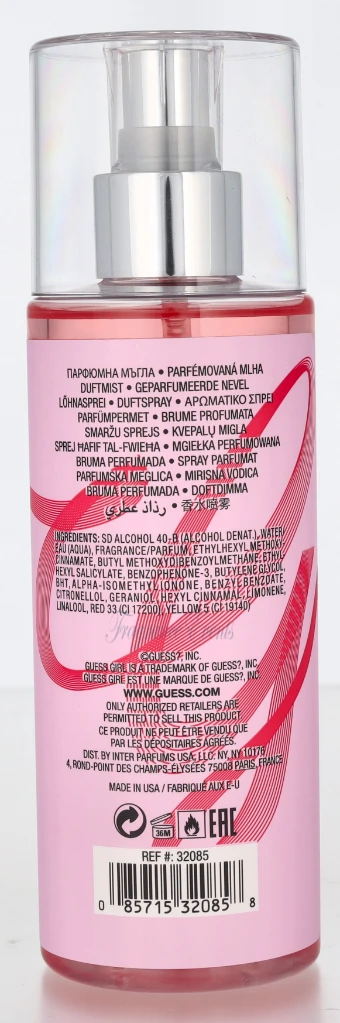 ПАРФЮМНА МЪГЛА • PARFÉMOVANÁ MLHA
DUFTMIST • GEPARFUMEERDE NEVEL
LÕHNASPREI • DUFTSPRAY • ΑΡΩΜΑΤΙΚΟ ΣΠΡΕΪ
PARFÜMPERMET • BRUME PROFUMATA
SMARŽU SPREJS • KVEPALŲ MIGLA
SPREJ ĦAFIF TAL-FWIEĦA • MGIEŁKA PERFUMOWANA
BRUMA PERFUMADA • SPRAY PARFUMAT
PARFUMSKA MEGLICA • MIRISNA VODICA
BRUMA PERFUMADA • DOFTDIMMA
رذاذ عطري • 香水喷雾
INGREDIENTS: SD ALCOHOL 40-B (ALCOHOL DENAT.), WATER/
EAU (AQUA), FRAGRANCE/PARFUM, ETHYLHEXYL METHOXY-
CINNAMATE, BUTYL METHOXYDIBENZOYLMETHANE, ETHYL-
HEXYL SALICYLATE, BENZOPHENONE-3, BUTYLENE GLYCOL,
BHT, ALPHA-ISOMETHYL IONONE, BENZYL BENZOATE,
CITRONELLOL, GERANIOL, HEXYL CINNAMAL, LIMONENE,
LINALOOL, RED 33 (CI 17200), YELLOW 5 (CI 19140)
©GUESS?, INC.
GUESS GIRL IS A TRADEMARK OF GUESS?, INC.
GUESS GIRL EST UNE MARQUE DE GUESS?, INC.
WWW.GUESS.COM
ONLY AUTHORIZED RETAILERS ARE
PERMITTED TO SELL THIS PRODUCT
CE PRODUIT NE PEUT ÊTRE VENDU QUE
PAR LES DÉPOSITAIRES AGRÉÉS.
DIST. BY INTER PARFUMS USA, LLC, NY, NY 10176
4, ROND-POINT DES CHAMPS-ÉLYSÉES 75008 PARIS, FRANCE
MADE IN USA / FABRIQUÉ AUX E-U
36M EAC
REF #: 32085
0 85715 32085 8